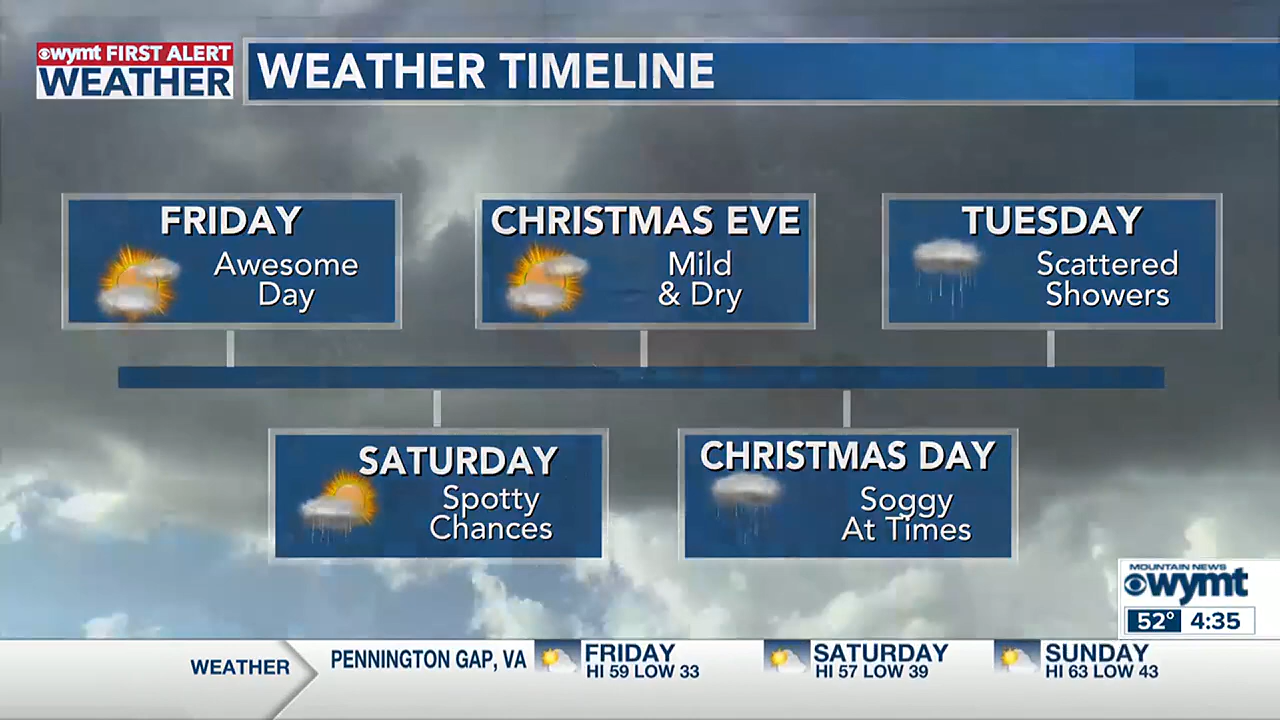 wymt FIRST ALERT
WEATHER
WEATHER TIMELINE
FRIDAY
Awesome
Day
SATURDAY
Spotty
Chances
CHRISTMAS EVE
Mild
& Dry
CHRISTMAS DAY
Soggy
At Times
TUESDAY
Scattered
Showers
MOUNTAIN NEWS
wymt
52° 4:35
WEATHER
PENNINGTON GAP, VA
FRIDAY
HI 59 LOW 33
SATURDAY
HI 57 LOW 39
SUNDAY
HI 63 LOW 43